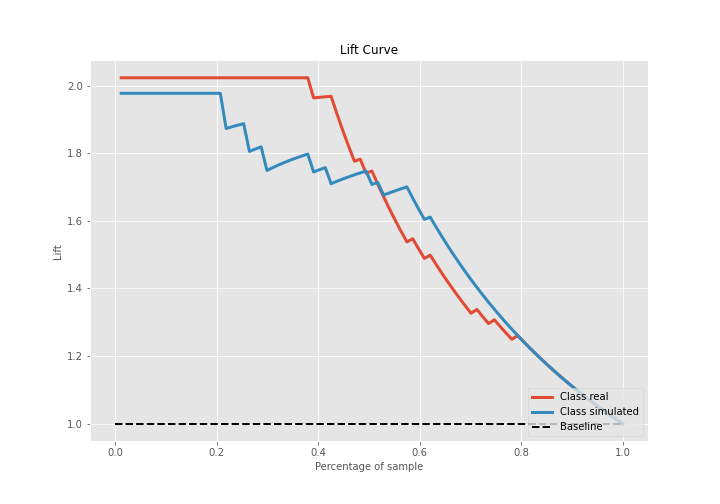 Lift Curve
2.0
1.8
1.6
1.4
1.2
1.0
Lift
0.0 0.2 0.4 0.6 0.8 1.0
Percentage of sample
Class real
Class simulated
Baseline